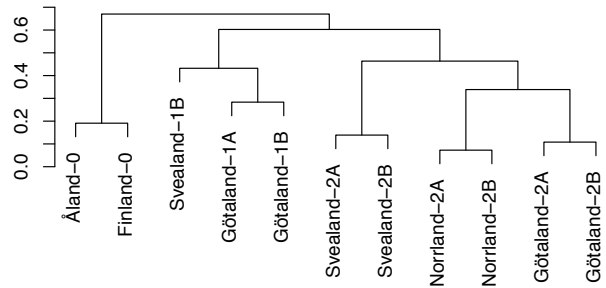 0.6
0.4
0.2
0.0
Åland−0
Finland−0
Svealand−1B
Götaland−1A
Götaland−1B
Svealand−2A
Svealand−2B
Norrland−2A
Norrland−2B
Götaland−2A
Götaland−2B